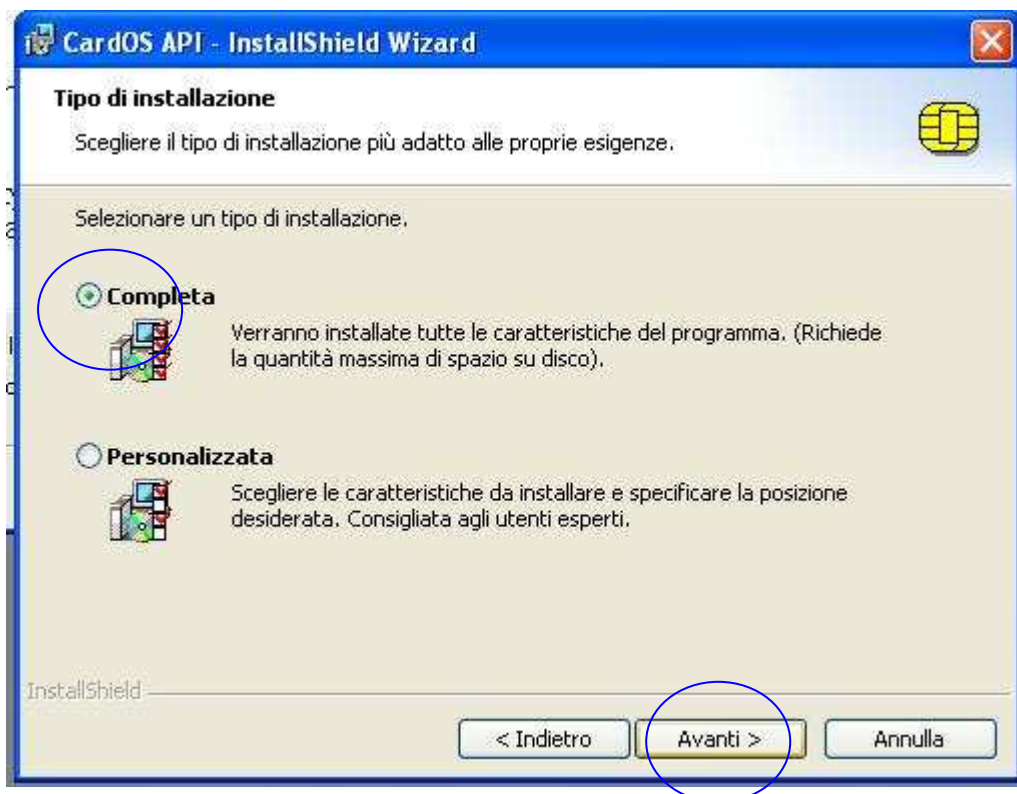 CardOS API - InstallShield Wizard
Tipo di installazione
Scegliere il tipo di installazione più adatto alle proprie esigenze.
Selezionare un tipo di installazione.
Completa
Verranno installate tutte le caratteristiche del programma. (Richiede
la quantità massima di spazio su disco).
Personalizzata
Scegliere le caratteristiche da installare e specificare la posizione
desiderata. Consigliata agli utenti esperti.
InstallShield
< Indietro Avanti > Annulla